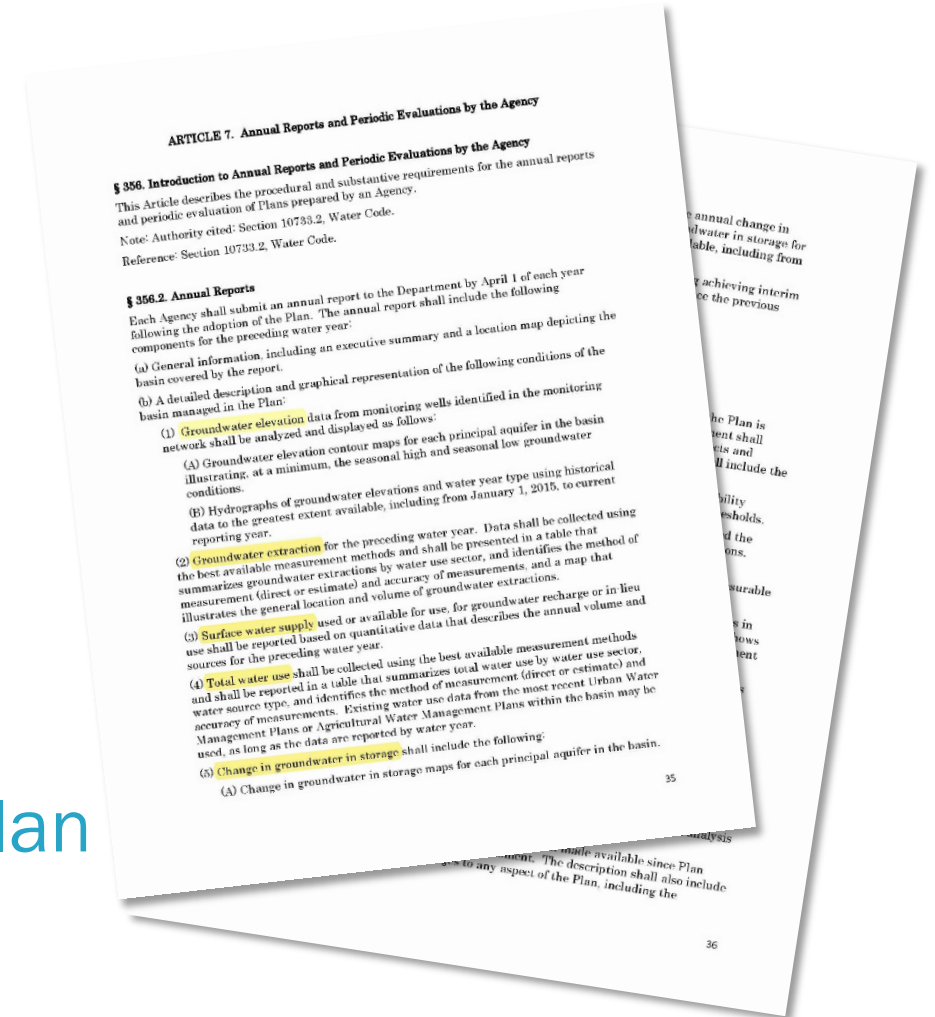 ARTICLE 7. Annual Reports and Periodic Evaluations by the Agency
§ 356. Introduction to Annual Reports and Periodic Evaluations by the Agency
This Article describes the procedural and substantive requirements for the annual reports
and periodic evaluation of Plans prepared by an Agency.
Note: Authority cited: Section 10733.2, Water Code.
Reference: Section 10733.2, Water Code.
§ 356.2. Annual Reports
Each Agency shall submit an annual report to the Department by April 1 of each year
following the adoption of the Plan. The annual report shall include the following
components for the preceding water year:
(a) General information, including an executive summary and a location map depicting the
basin covered by the report.
(b) A detailed description and graphical representation of the following conditions of the
basin managed in the Plan:
(1) Groundwater elevation data from monitoring wells identified in the monitoring
network shall be analyzed and displayed as follows:
(A) Groundwater elevation contour maps for each principal aquifer in the basin
illustrating, at a minimum, the seasonal high and seasonal low groundwater
conditions.
(B) Hydrographs of groundwater elevations and water year type using historical
data to the greatest extent available, including from January 1, 2015, to current
reporting year.
(2) Groundwater extraction for the preceding water year. Data shall be collected using
the best available measurement methods and shall be presented in a table that
summarizes groundwater extractions by water use sector, and identifies the method of
measurement (direct or estimate) and accuracy of measurements, and a map that
illustrates the general location and volume of groundwater extractions.
(3) Surface water supply used or available for use, for groundwater recharge or in-lieu
use shall be reported based on quantitative data that describes the annual volume and
sources for the preceding water year.
(4) Total water use shall be collected using the best available measurement methods
and shall be reported in a table that summarizes total water use by water use sector,
water source type, and identifies the method of measurement (direct or estimate) and
accuracy of measurements. Existing water use data from the most recent Urban Water
Management Plans or Agricultural Water Management Plans within the basin may be
used, as long as the data are reported by water year.
(5) Change in groundwater in storage shall include the following:
(A) Change in groundwater in storage maps for each principal aquifer in the basin.
35
lan
annual change in
water in storage for
including from
achieving interim
the previous
Plan is
shall
and
include the
the
in
available since Plan
The description shall also include
to any aspect of the Plan, including the
36